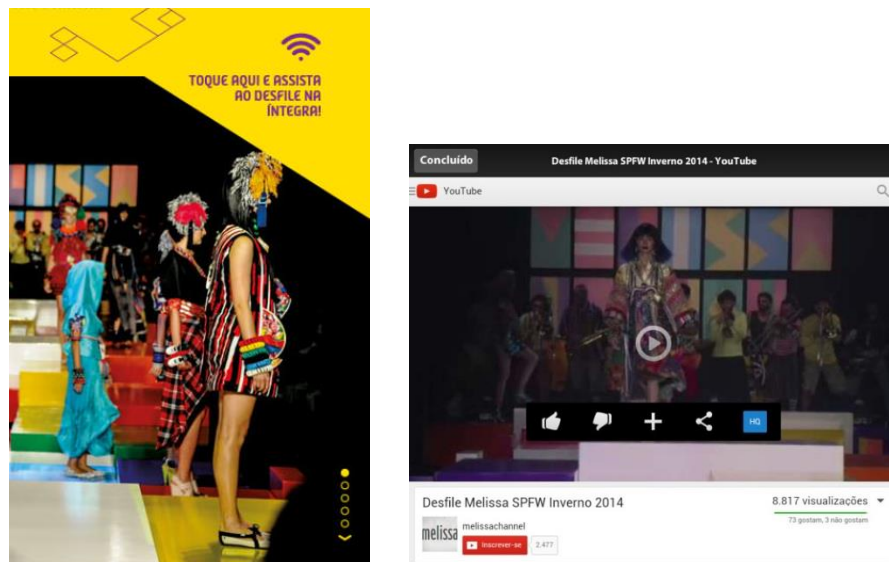 TOQUE AQUI E ASSISTA
AO DESFILE NA
ÍNTEGRA!
Concluído
Desfile Melissa SPFW Inverno 2014 - YouTube
YouTube
HQ
Desfile Melissa SPFW Inverno 2014
8.817 visualizações
73 gostam, 3 não gostam
melissa
melissachannel
Inscrever-se
2.477